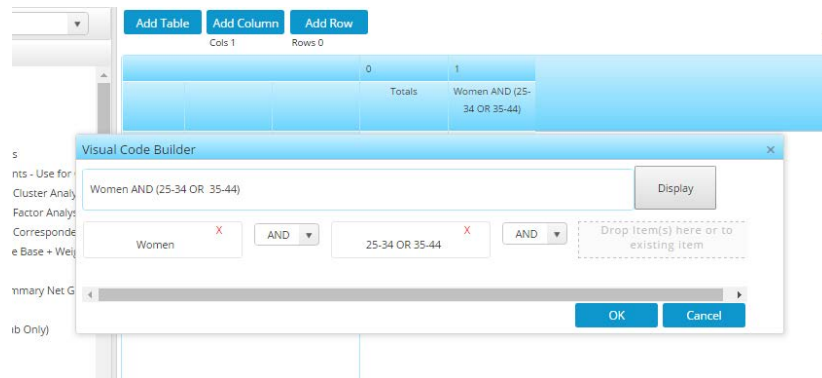 Add Table Add Column Add Row
Cols 1 Rows 0
0 1
Totals Women AND (25-
34 OR 35-44)
Visual Code Builder ×
s
nts - Use for
Cluster Analy
Factor Analys
Corresponde
e Base + Weig
mmary Net G
b Only)
Women AND (25-34 OR 35-44)
Display
Women X AND 25-34 OR 35-44 X AND Drop Item(s) here or to
existing item
OK Cancel